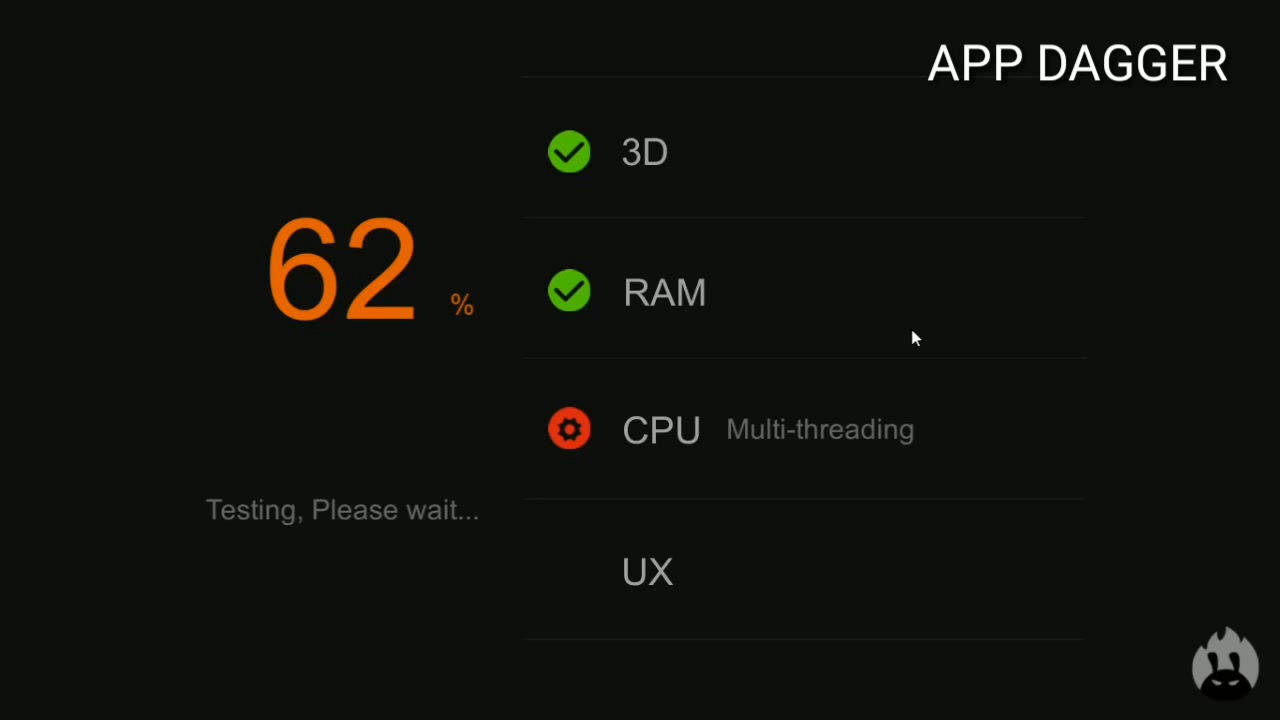 APP DAGGER
3D
62 %
RAM
CPU Multi-threading
Testing, Please wait...
UX